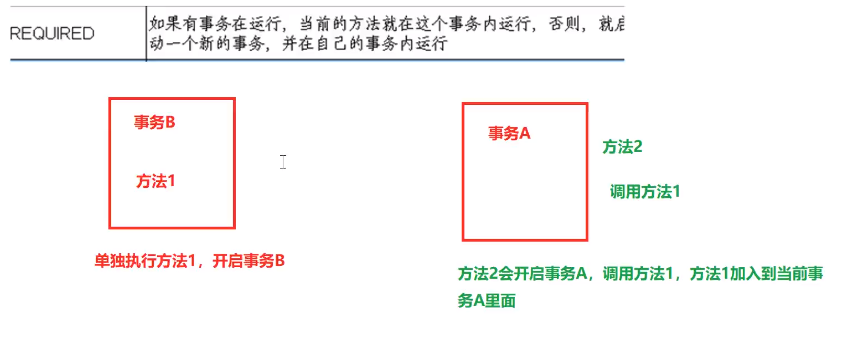 REQUIRED
如果有事务在运行，当前的方法就在这个事务内运行，否则，就启
动一个新的事务，并在自己的事务内运行
事务B
方法1
单独执行方法1，开启事务B
事务A
方法2
调用方法1
方法2会开启事务A，调用方法1，方法1加入到当前事
务A里面